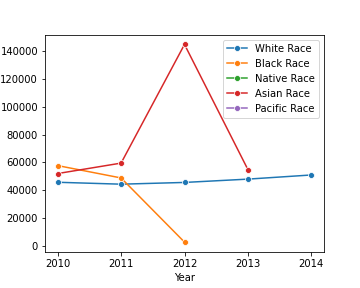 White Race
Black Race
Native Race
Asian Race
Pacific Race
140000
120000
100000
80000
60000
40000
20000
0
2010 2011 2012 2013 2014
Year